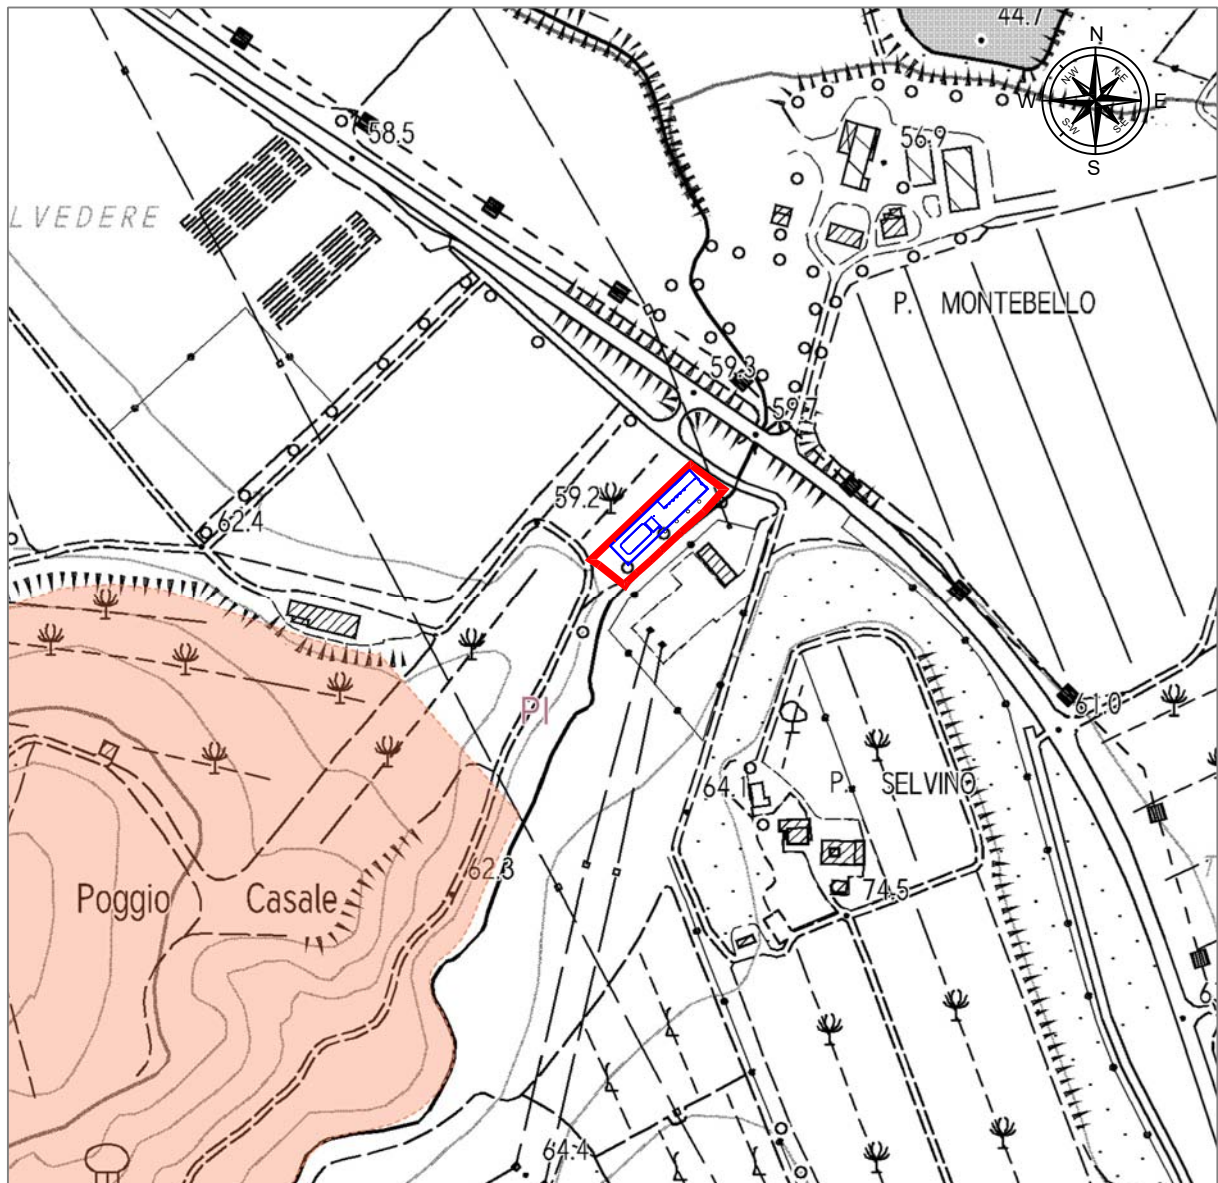 44.7
N
N-W
N-E
W
E
S-W
S-E
S
58.5
56.9
LVEDERE
P. MONTEBELLO
59.3
59.7
59.2
62.4
PI
61.0
64.1
P. SELVINO
62.3
74.5
Poggio Casale
64.4